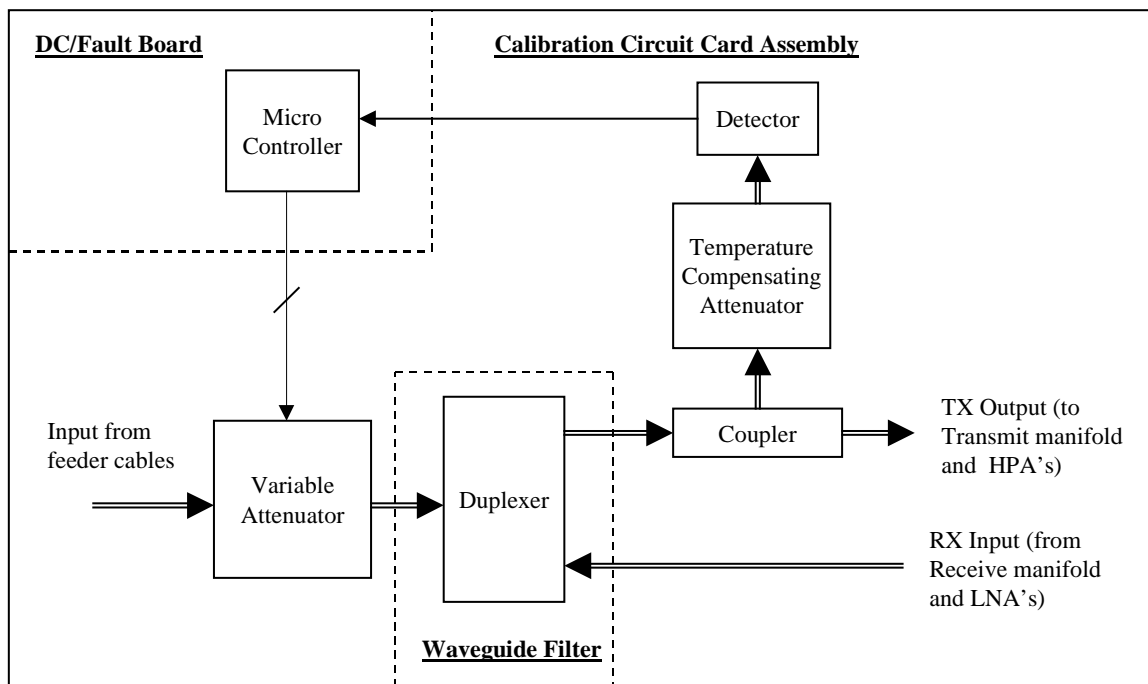 DC/Fault Board
Calibration Circuit Card Assembly
Micro
Controller
Detector
Temperature
Compensating
Attenuator
Input from
feeder cables
Variable
Attenuator
Duplexer
Coupler
TX Output (to
Transmit manifold
and HPA's)
RX Input (from
Receive manifold
and LNA's)
Waveguide Filter